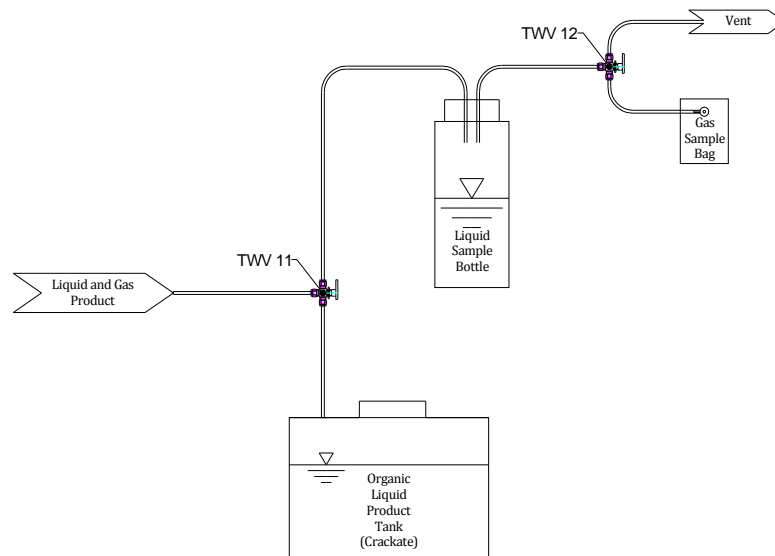 TWV 12
Vent
Gas
Sample
Bag
Liquid
Sample
Bottle
TWV 11
Liquid and Gas
Product
Organic
Liquid
Product
Tank
(Crackate)